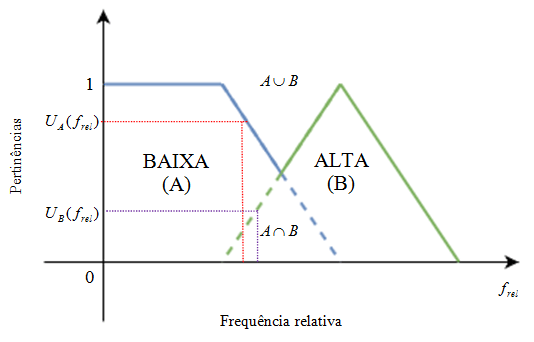 A∪B
1
U_A(f_rel)
BAIXA
(A)
ALTA
(B)
Pertinências
U_B(f_rel)
A∩B
0
f_rel
Frequência relativa